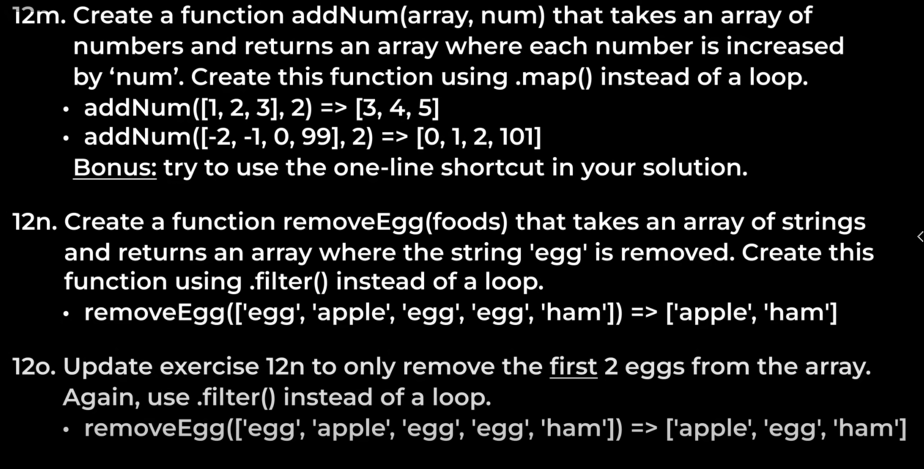 12m. Create a function addNum(array, num) that takes an array of
numbers and returns an array where each number is increased
by ‘num’. Create this function using .map() instead of a loop.
• addNum([1, 2, 3], 2) => [3, 4, 5]
• addNum([-2, -1, 0, 99], 2) => [0, 1, 2, 101]
Bonus: try to use the one-line shortcut in your solution.
12n. Create a function removeEgg(foods) that takes an array of strings
and returns an array where the string 'egg' is removed. Create this
function using .filter() instead of a loop.
• removeEgg(['egg', 'apple', 'egg', 'egg', 'ham']) => ['apple', 'ham']
12o. Update exercise 12n to only remove the first 2 eggs from the array.
Again, use .filter() instead of a loop.
• removeEgg(['egg', 'apple', 'egg', 'egg', 'ham']) => ['apple', 'egg', 'ham']